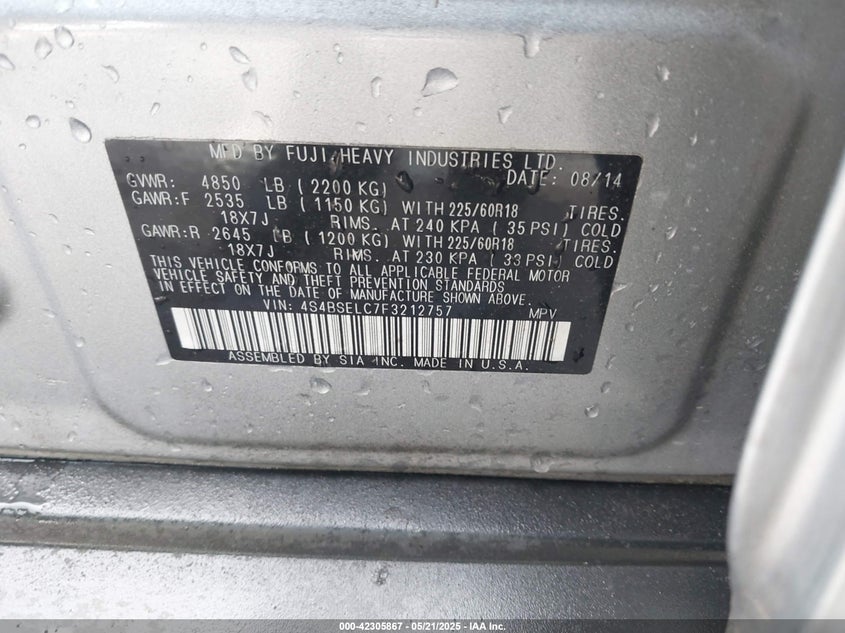 MFD BY FUJI HEAVY INDUSTRIES LTD.
DATE: 08/14
GVWR: 4850 LB (2200 KG)
GAWR:F 2535 LB (1150 KG) WITH 225/60R18 TIRES.
18X7J RIMS. AT 240 KPA (35 PSI) COLD
GAWR:R 2645 LB (1200 KG) WITH 225/60R18 TIRES.
18X7J RIMS. AT 230 KPA (33 PSI) COLD
THIS VEHICLE CONFORMS TO ALL APPLICABLE FEDERAL MOTOR
VEHICLE SAFETY AND THEFT PREVENTION STANDARDS
IN EFFECT ON THE DATE OF MANUFACTURE SHOWN ABOVE.
VIN: 4S4BSELC7F3212757 MPV
ASSEMBLED BY SIA INC. MADE IN U.S.A.
000-42305867 - 05/21/2025 - IAA Inc.